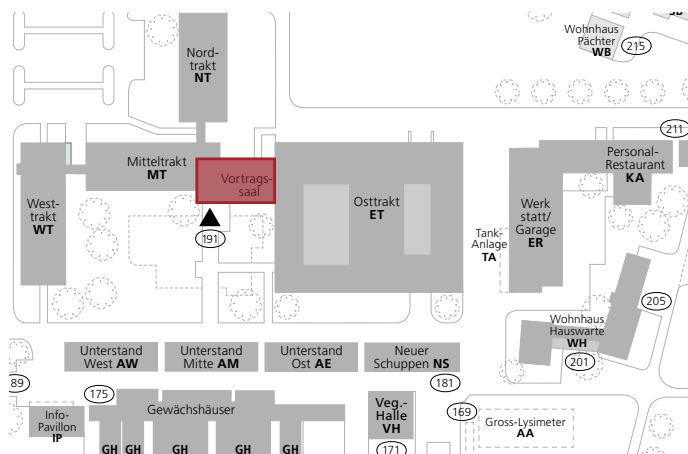 Nord-
trakt
NT
Wohnhaus
Pächter
WB
215
211
Mitteltrakt
MT
Vortrags-
saal
191
West-
trakt
WT
Osttrakt
ET
Tank-
Anlage
TA
Werk
statt/
Garage
ER
Personal-
Restaurant
KA
205
Wohnhaus
Hauswarte
WH
201
Unterstand
West AW
Unterstand
Mitte AM
Unterstand
Ost AE
Neuer
Schuppen NS
181
89
175
Info-
Pavillon
IP
Gewächshäuser
GH
GH
GH
GH
GH
Veg.-
Halle
VH
171
169
Gross-Lysimeter
AA